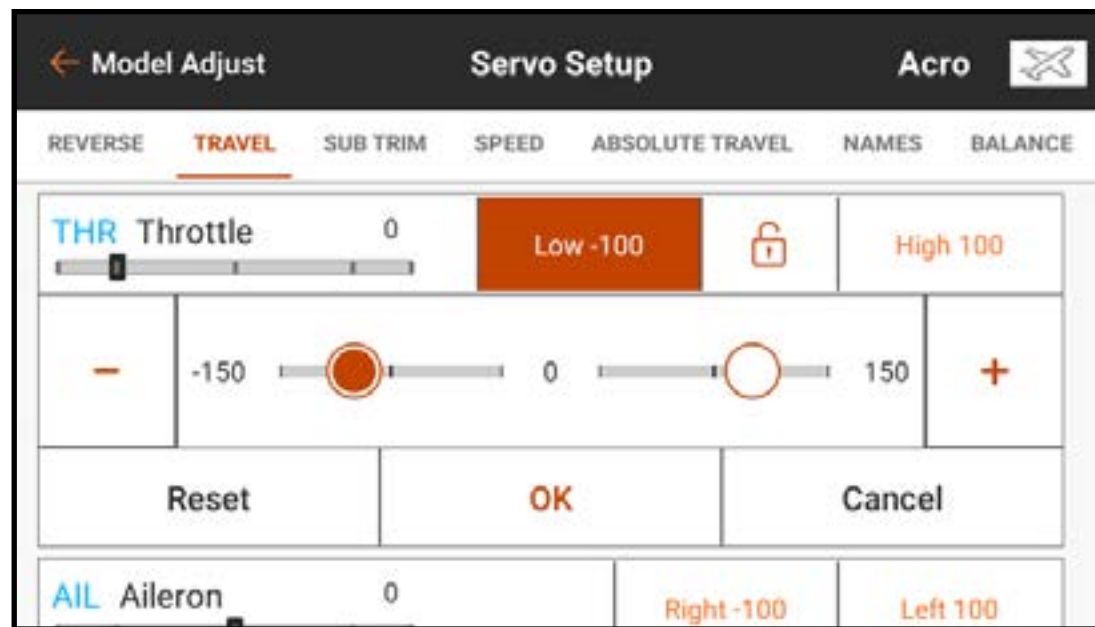 Model Adjust Servo Setup Acro
REVERSE TRAVEL SUB TRIM SPEED ABSOLUTE TRAVEL NAMES BALANCE
THR Throttle 0 Low -100 High 100
- -150 0 150 +
Reset OK Cancel
AIL Aileron 0 Right -100 Left 100